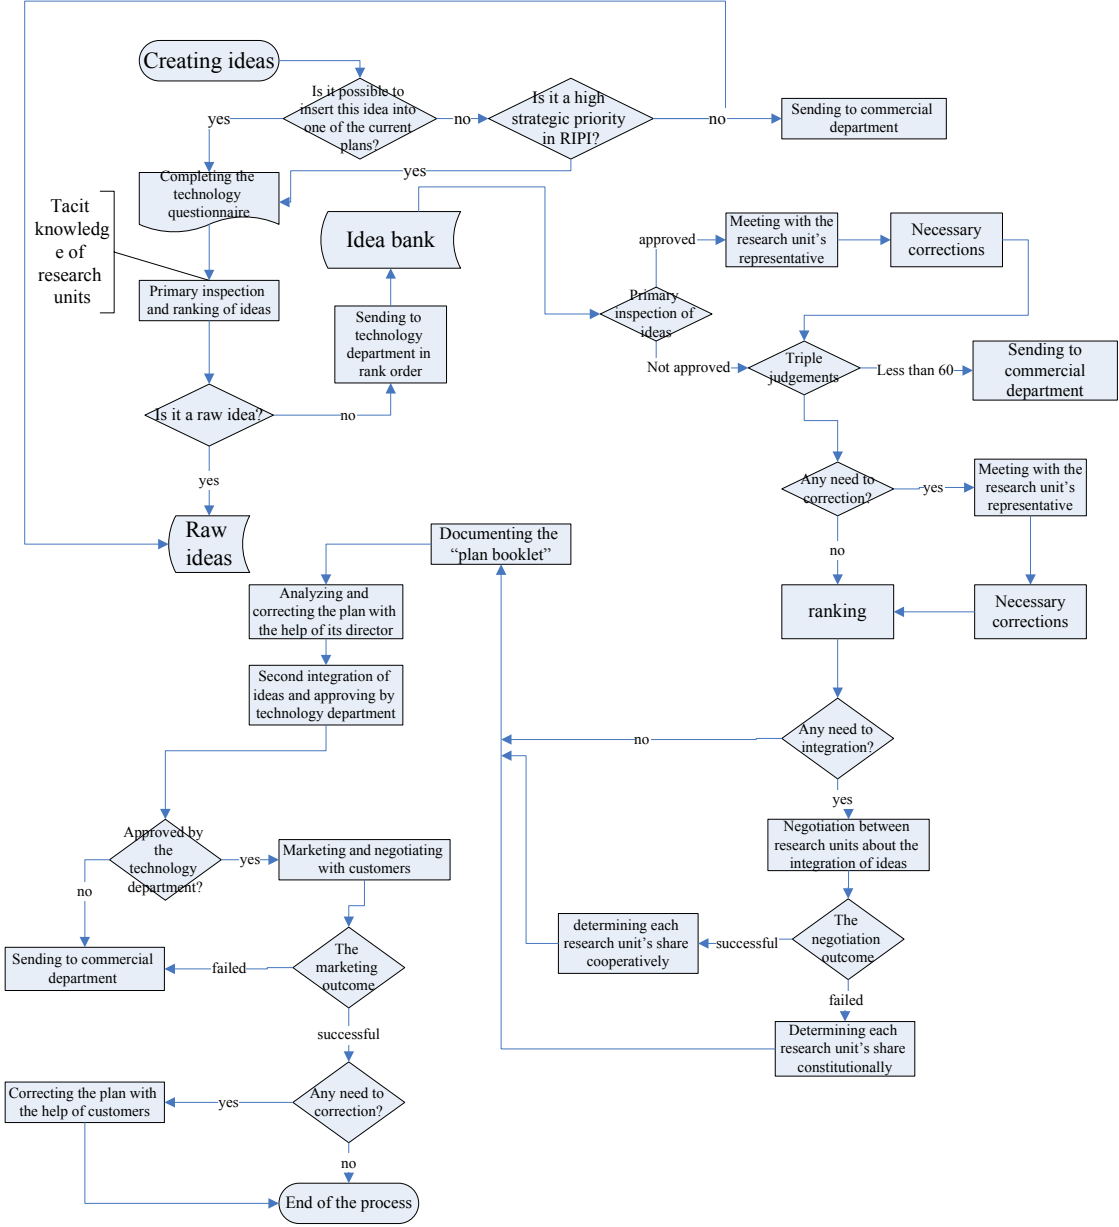 Creating ideas
Is it possible to
insert this idea into
one of the current
plans?
yes
no
Is it a high
strategic priority
in RIPI?
no
Sending to commercial
department
yes
Completing the
technology
questionnaire
Tacit
knowledg
e of
research
units
Primary inspection
and ranking of ideas
Is it a raw idea?
no
yes
Raw
ideas
Sending to
technology
department in
rank order
Idea bank
Primary
inspection of
ideas
approved
Meeting with the
research unit's
representative
Necessary
corrections
Not approved
Triple
judgements
Less than 60
Sending to
commercial
department
Any need to
correction?
yes
Meeting with the
research unit's
representative
Necessary
corrections
no
ranking
Any need to
integration?
no
yes
Negotiation between
research units about the
integration of ideas
The
negotiation
outcome
successful
determining each
research unit's share
cooperatively
failed
Determining each
research unit's share
constitutionally
Documenting the
“plan booklet”
Analyzing and
correcting the plan with
the help of its director
Second integration of
ideas and approving by
technology department
Approved by
the
technology
department?
yes
no
Marketing and negotiating
with customers
Sending to commercial
department
The
marketing
outcome
failed
successful
Any need to
correction?
yes
Correcting the plan with
the help of customers
no
End of the process